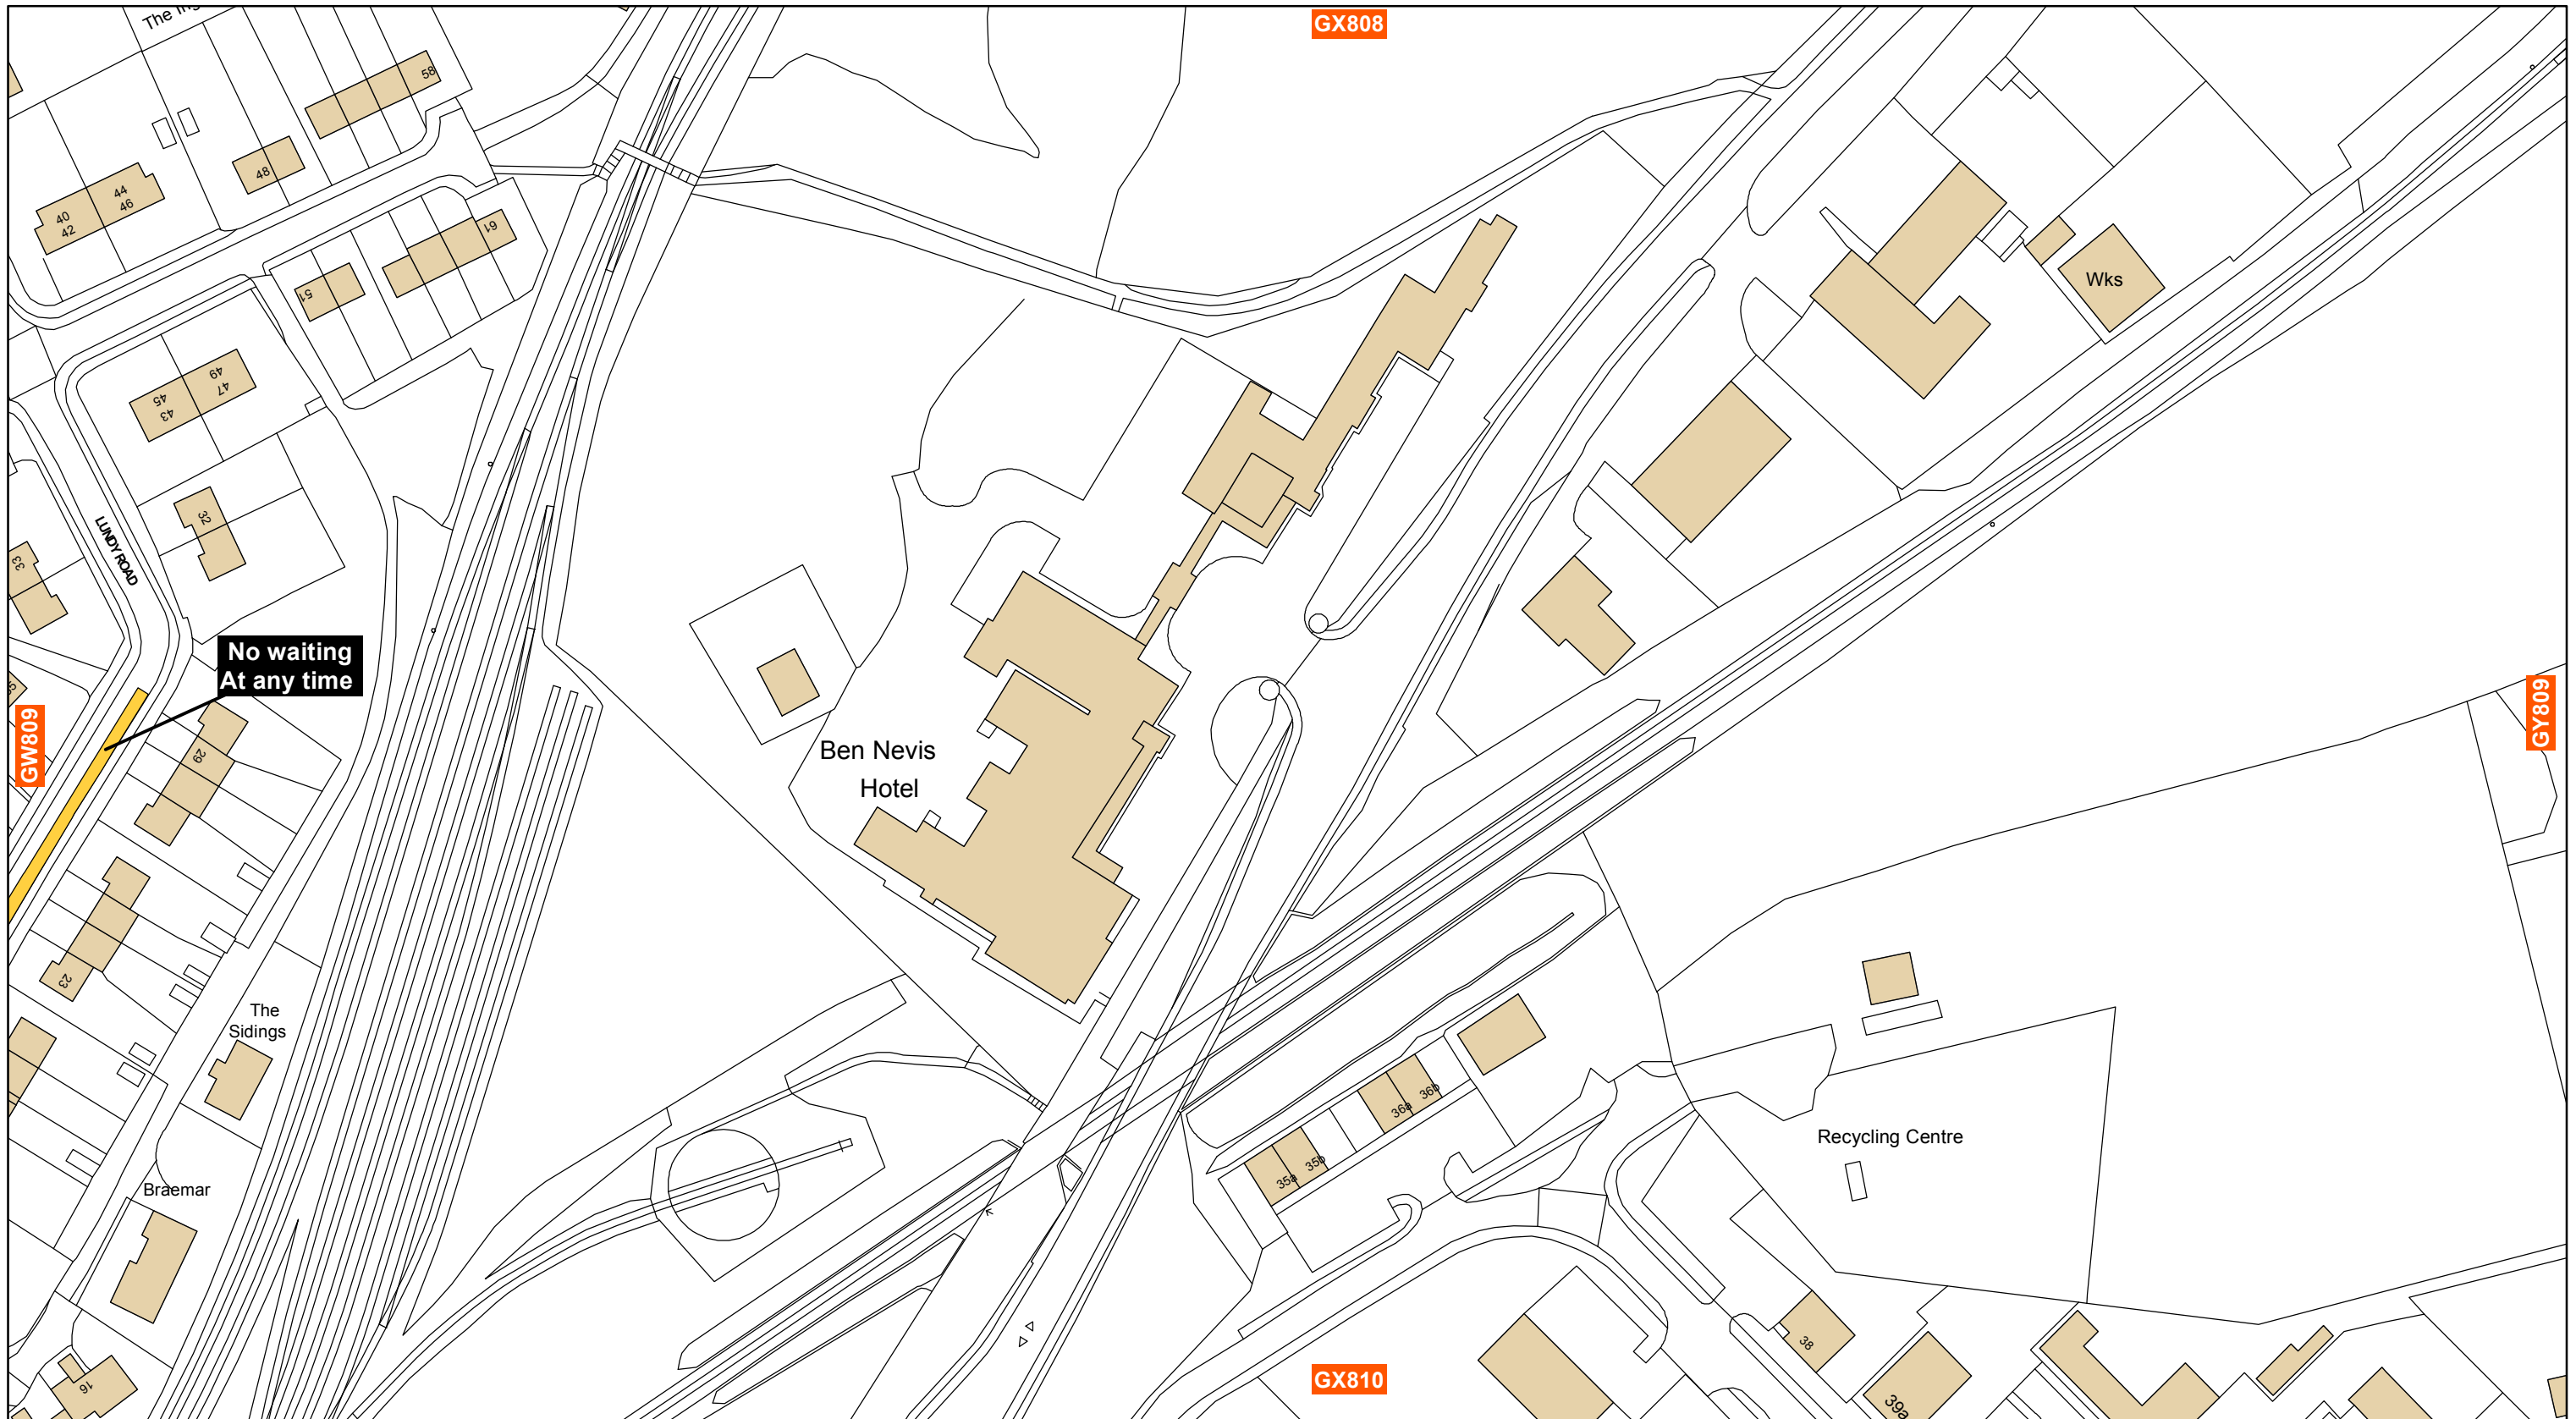 GX808
58
48
44
46
40
42
61
51
Wks
49
47
45
43
32
LUNDY ROAD
33
No waiting
At any time
GW809
GY809
29
Ben Nevis
Hotel
23
The
Sidings
36b
36a
35b
35a
Recycling Centre
Braemar
38
GX810
16
39a